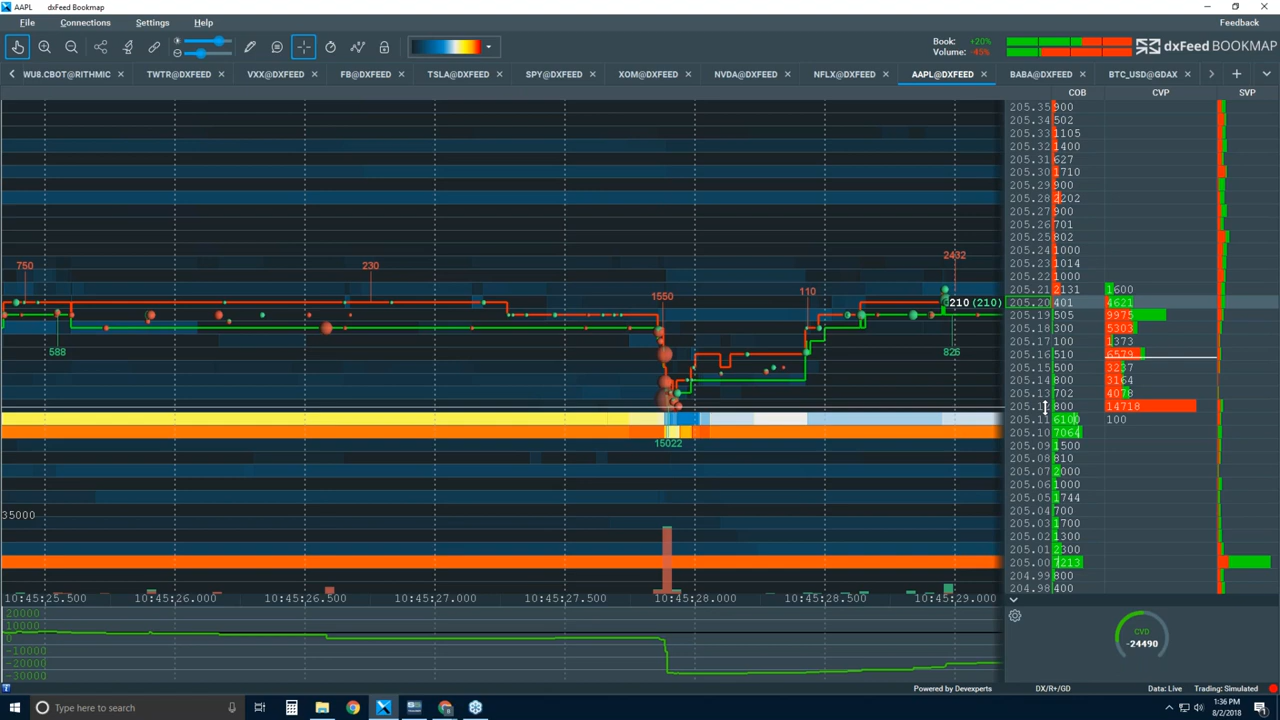 AAPL dxFeed Bookmap
File Connections Settings Help Feedback
Book: +20%
Volume: -45%
dxFeed BOOKMAP
WU8.CBOT@RITHMIC TWTR@DXFEED VXX@DXFEED FB@DXFEED TSLA@DXFEED SPY@DXFEED XOM@DXFEED NVDA@DXFEED NFLX@DXFEED AAPL@DXFEED BABA@DXFEED BTC_USD@GDAX
COB CVP SVP
205.35 900
205.34 502
205.33 1105
205.32 1400
205.31 627
205.30 1710
205.29 900
205.28 2202
205.27 900
205.26 701
205.25 802
205.24 1000
205.23 1014
205.22 1000
205.21 2131 1600
205.20 401 4621
205.19 505 9975
205.18 300 5303
205.17 100 1373
205.16 510 6579
205.15 500 3237
205.14 800 3164
205.13 702 4078
800 14718
205.11 6100 100
205.10 7064
205.09 1500
205.08 810
205.07 2000
205.06 1000
205.05 1744
205.04 700
205.03 1700
205.02 1300
205.01 2300
205.00 7213
204.99 800
204.98 400
750 230 1550 110 2432
210 (210)
588 826
15022
35000
10:45:25.500 10:45:26.000 10:45:26.500 10:45:27.000 10:45:27.500 10:45:28.000 10:45:28.500 10:45:29.000
20000
10000
0
-10000
-20000
-30000
CVD
-24490
Powered by Devexperts DX/R+/GD Data: Live Trading: Simulated
Type here to search
1:36 PM
8/2/2018